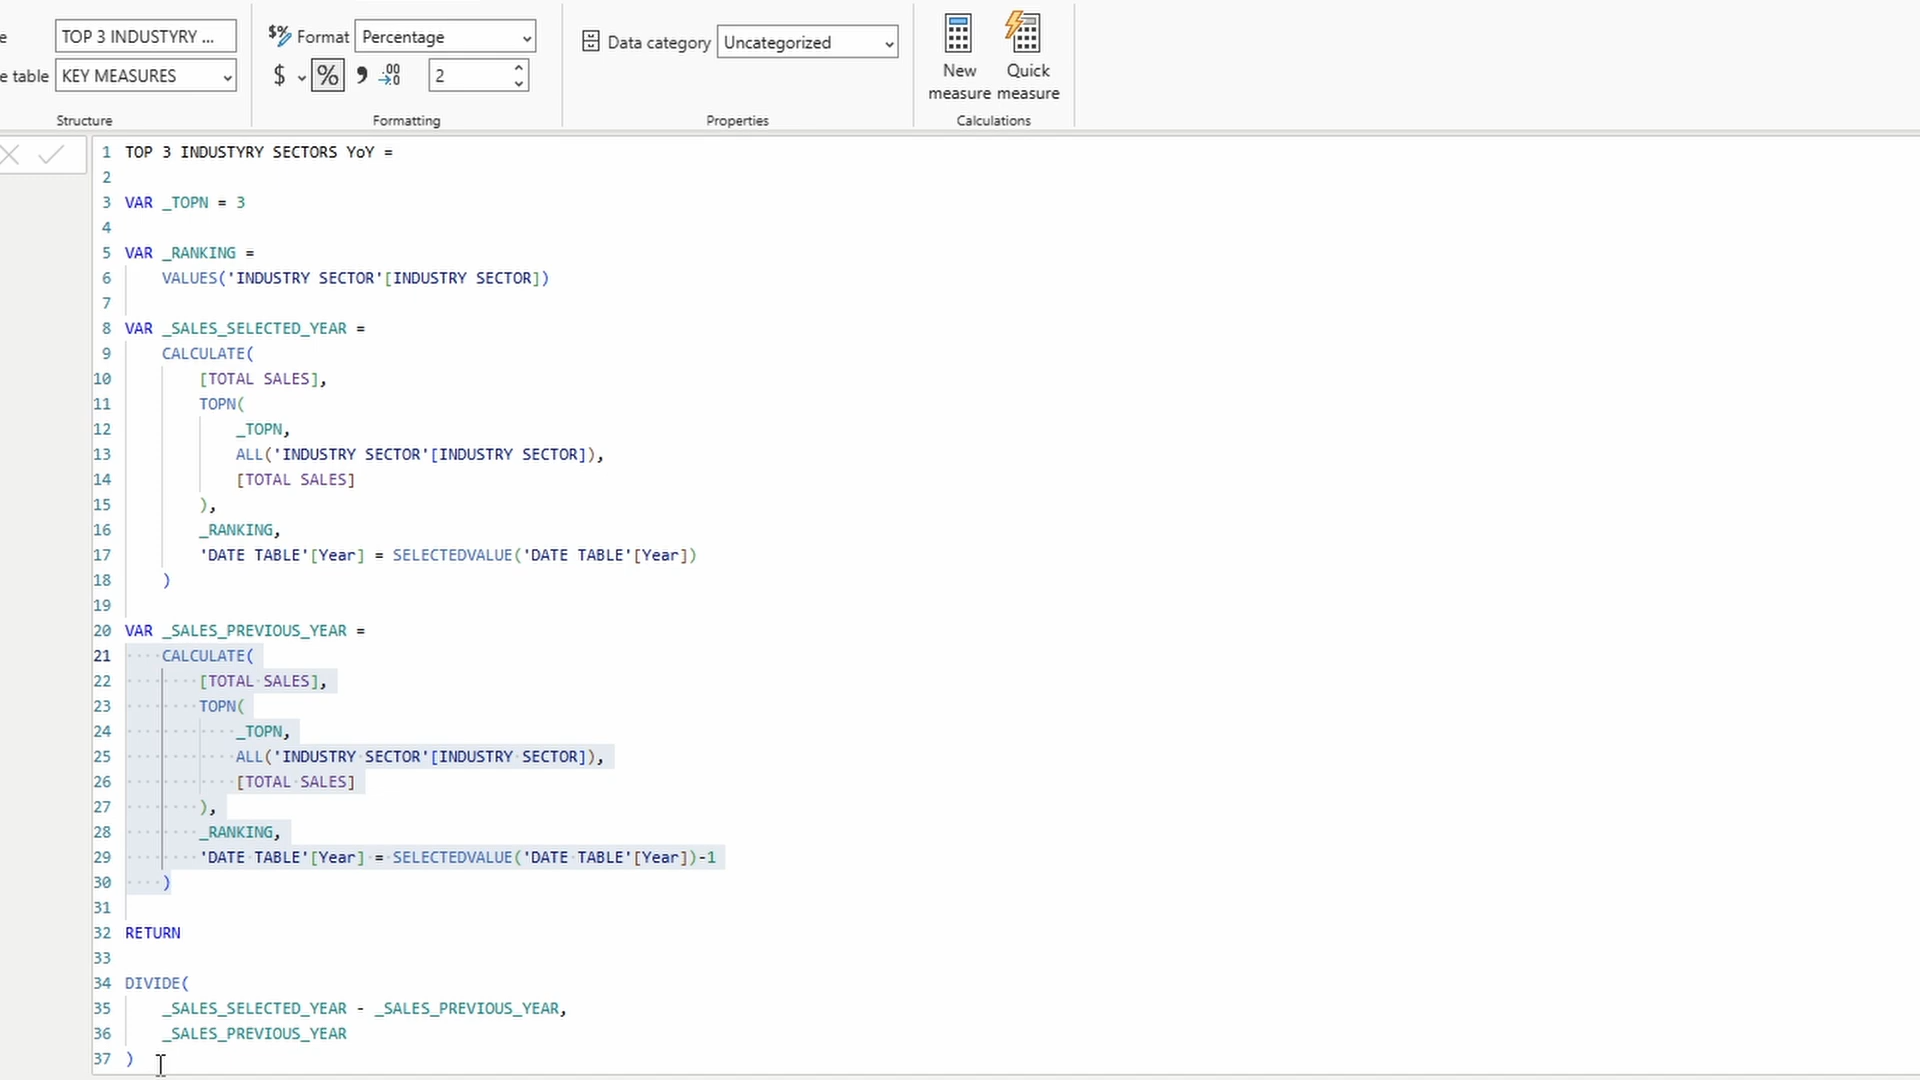 e TOP 3 INDUSTYRY ...
Format Percentage
Data category Uncategorized
e table KEY MEASURES
$ % 2
New measure
Quick measure
Structure
Formatting
Properties
Calculations
1 TOP 3 INDUSTYRY SECTORS YoY =
2
3 VAR _TOPN = 3
4
5 VAR _RANKING =
6 VALUES('INDUSTRY SECTOR'[INDUSTRY SECTOR])
7
8 VAR _SALES_SELECTED_YEAR =
9 CALCULATE(
10 [TOTAL SALES],
11 TOPN(
12 _TOPN,
13 ALL('INDUSTRY SECTOR'[INDUSTRY SECTOR]),
14 [TOTAL SALES]
15 ),
16 _RANKING,
17 'DATE TABLE'[Year] = SELECTEDVALUE('DATE TABLE'[Year])
18 )
19
20 VAR _SALES_PREVIOUS_YEAR =
21 CALCULATE(
22 [TOTAL SALES],
23 TOPN(
24 _TOPN,
25 ALL('INDUSTRY SECTOR'[INDUSTRY SECTOR]),
26 [TOTAL SALES]
27 ),
28 _RANKING,
29 'DATE TABLE'[Year] = SELECTEDVALUE('DATE TABLE'[Year])-1
30 )
31
32 RETURN
33
34 DIVIDE(
35 _SALES_SELECTED_YEAR - _SALES_PREVIOUS_YEAR,
36 _SALES_PREVIOUS_YEAR
37 )